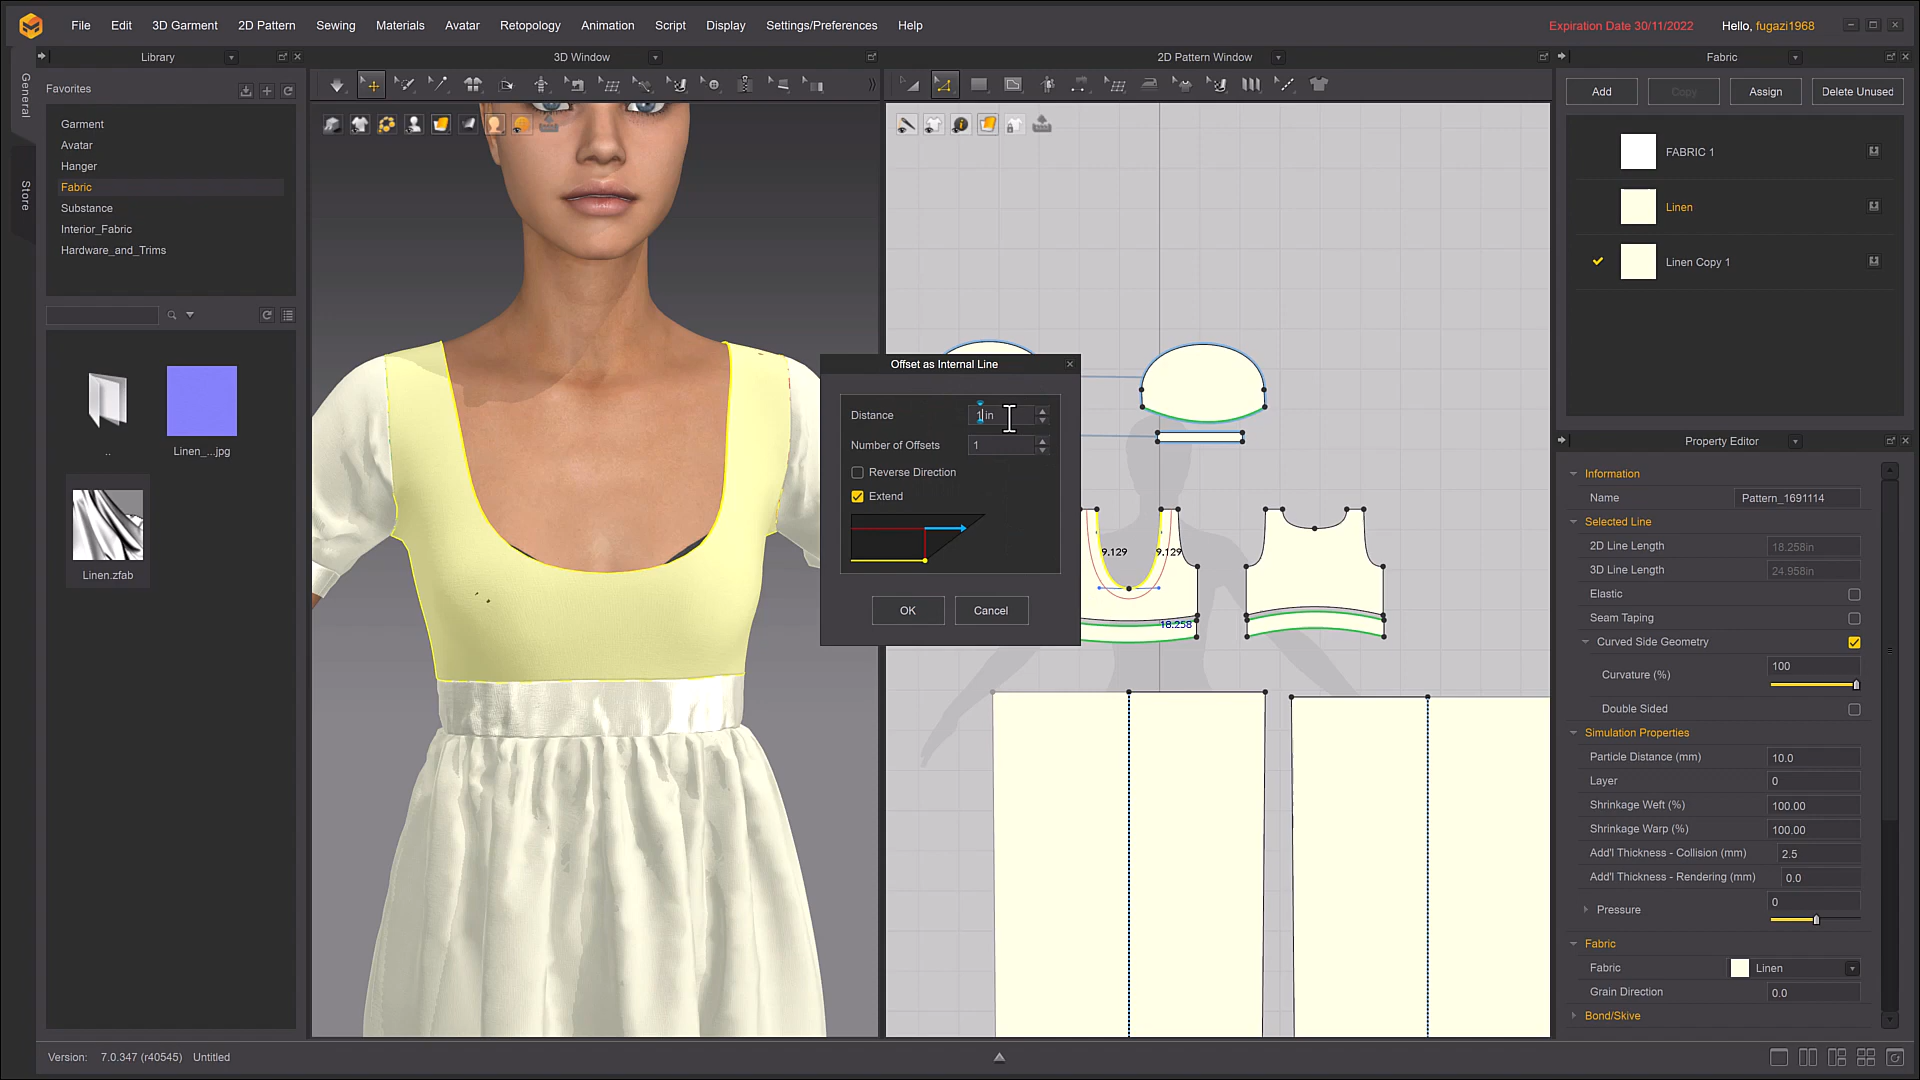 File Edit 3D Garment 2D Pattern Sewing Materials Avatar Retopology Animation Script Display Settings/Preferences Help
Expiration Date 30/11/2022 Hello, fugazi1968
General
Store
Library
Favorites
Garment
Avatar
Hanger
Fabric
Substance
Interior_Fabric
Hardware_and_Trims
..
Linen_...jpg
Linen.zfab
3D Window
2D Pattern Window
9.129
9.129
18.258
Offset as Internal Line
Distance 1in
Number of Offsets 1
Reverse Direction
Extend
OK Cancel
Fabric
Add Copy Assign Delete Unused
FABRIC 1
Linen
Linen Copy 1
Property Editor
Information
Name Pattern_1691114
Selected Line
2D Line Length 18.258in
3D Line Length 24.958in
Elastic
Seam Taping
Curved Side Geometry
Curvature (%) 100
Double Sided
Simulation Properties
Particle Distance (mm) 10.0
Layer 0
Shrinkage Weft (%) 100.00
Shrinkage Warp (%) 100.00
Add'l Thickness - Collision (mm) 2.5
Add'l Thickness - Rendering (mm) 0.0
Pressure 0
Fabric
Fabric Linen
Grain Direction 0.0
Bond/Skive
Version: 7.0.347 (r40545) Untitled